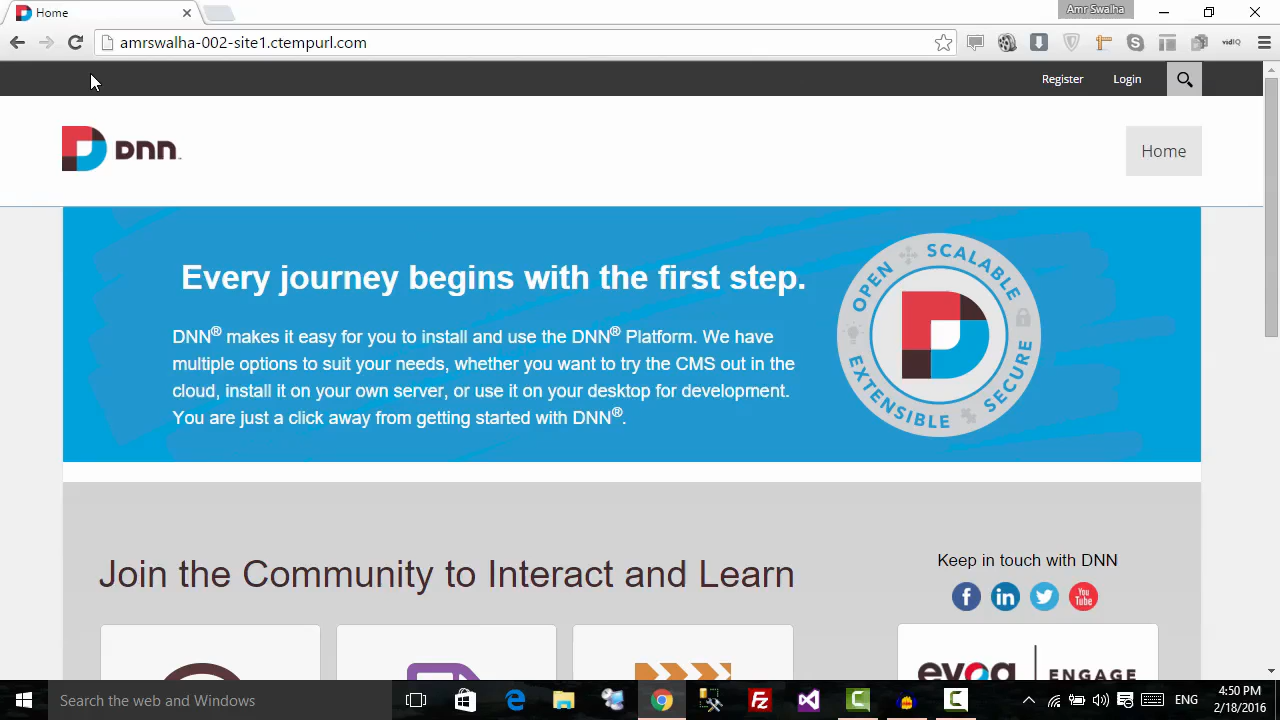 Home
Amr Swalha
amrswalha-002-site1.ctempurl.com
vidIQ
Register
Login
DNN
Home
Every journey begins with the first step.
DNN® makes it easy for you to install and use the DNN® Platform. We have
multiple options to suit your needs, whether you want to try the CMS out in the
cloud, install it on your own server, or use it on your desktop for development.
You are just a click away from getting started with DNN®.
OPEN SCALABLE
EXTENSIBLE SECURE
Join the Community to Interact and Learn
Keep in touch with DNN
You
Tube
evoq ENGAGE
Search the web and Windows
ENG
4:50 PM
2/18/2016